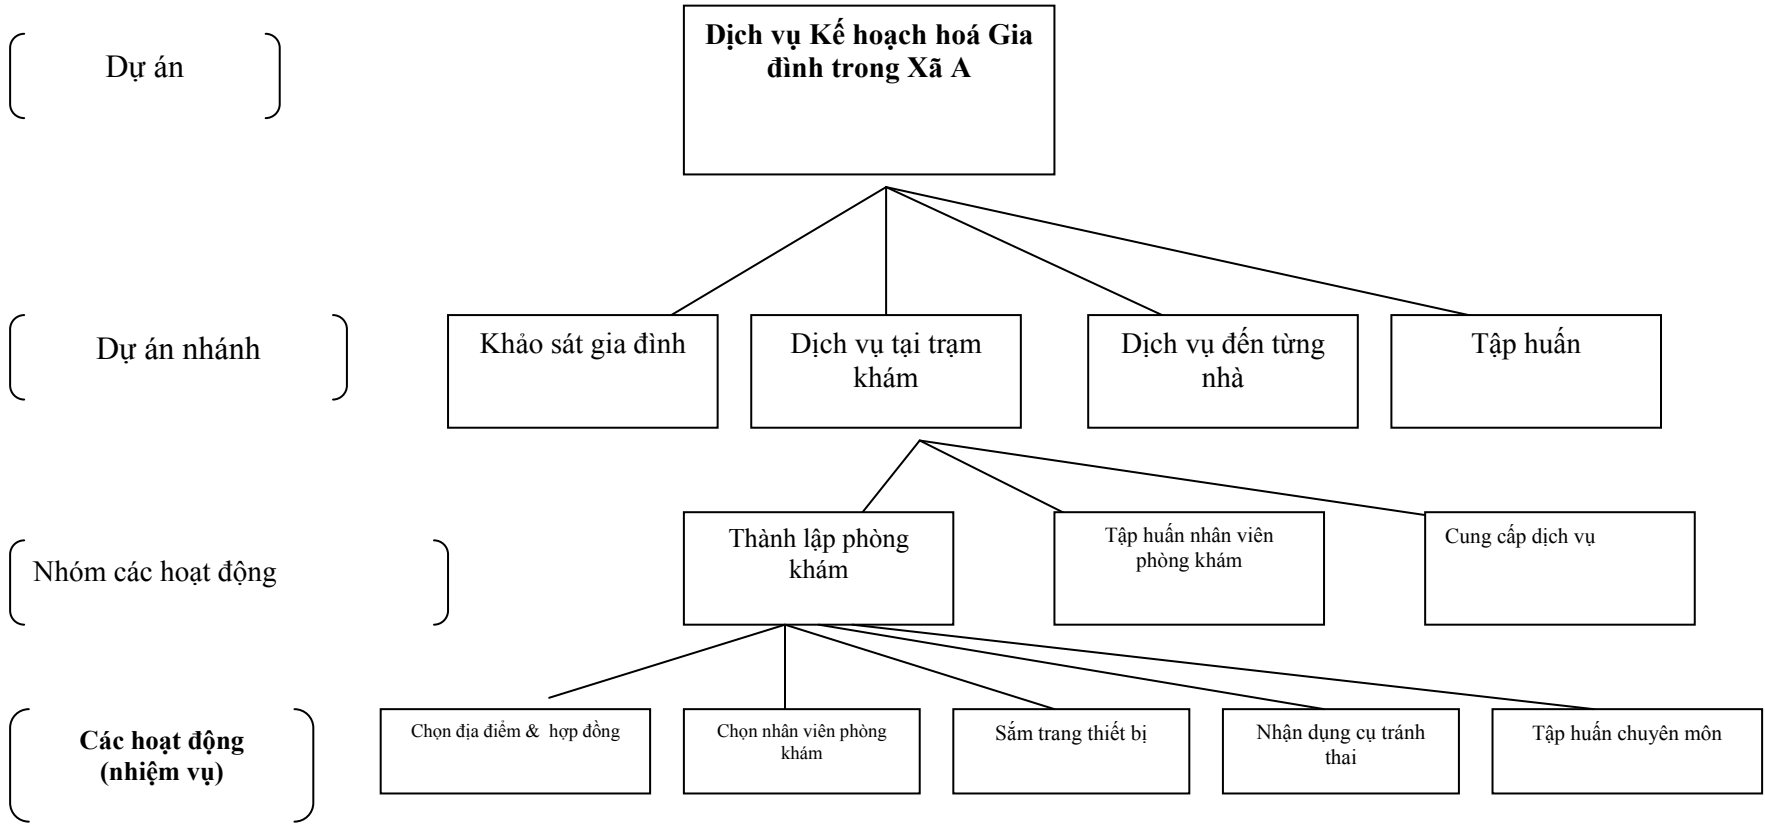 Dự án
Dịch vụ Kế hoạch hoá Gia
đình trong Xã A
Dự án nhánh
Khảo sát gia đình
Dịch vụ tại trạm
khám
Dịch vụ đến từng
nhà
Tập huấn
Nhóm các hoạt động
Thành lập phòng
khám
Tập huấn nhân viên
phòng khám
Cung cấp dịch vụ
Các hoạt động
(nhiệm vụ)
Chọn địa điểm & hợp đồng
Chọn nhân viên phòng
khám
Sắm trang thiết bị
Nhận dụng cụ tránh
thai
Tập huấn chuyên môn